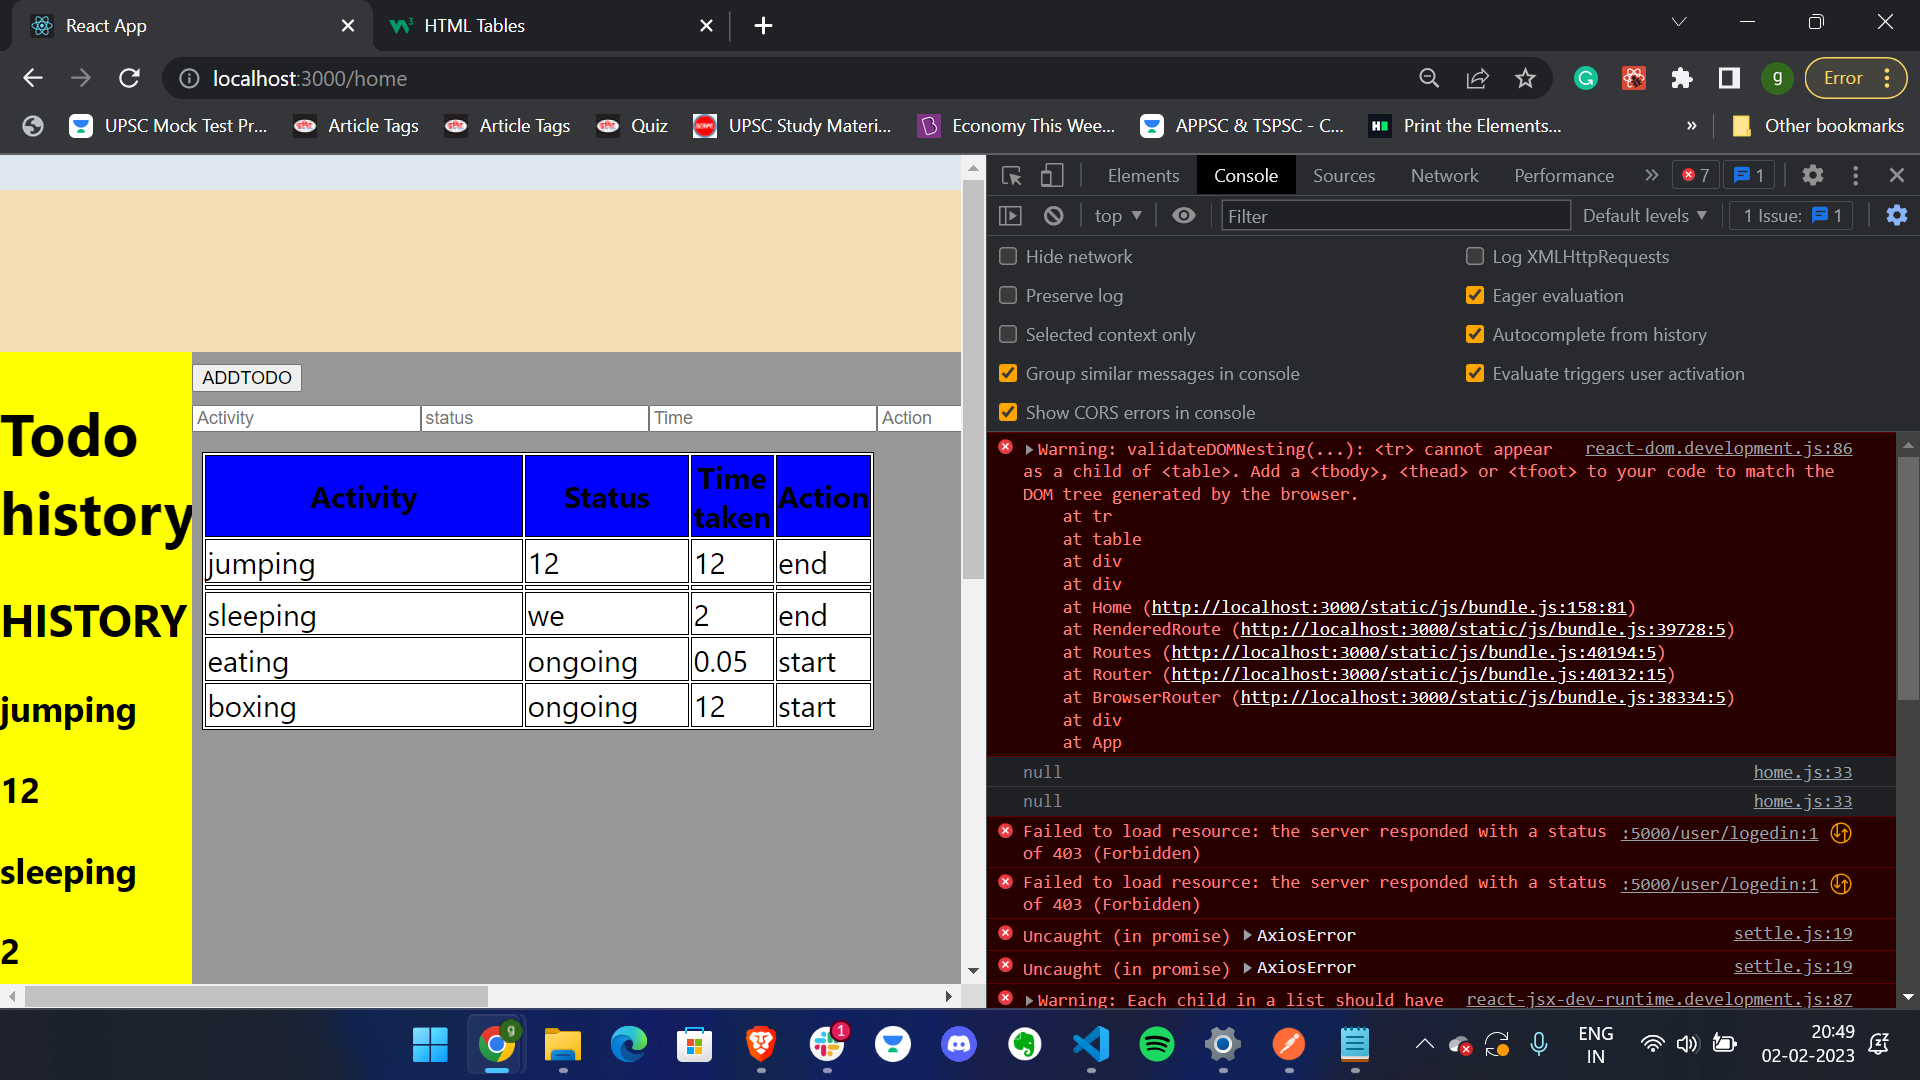 React App
HTML Tables
localhost:3000/home
g
Error
UPSC Mock Test Pr...
Article Tags
Article Tags
Quiz
UPSC Study Materi...
Economy This Wee...
APPSC & TSPSC - C...
Print the Elements...
»
Other bookmarks
Elements
Console
Sources
Network
Performance
»
7
1
top
Filter
Default levels
1 Issue:
1
Hide network
Log XMLHttpRequests
Preserve log
Eager evaluation
Selected context only
Autocomplete from history
Group similar messages in console
Evaluate triggers user activation
Show CORS errors in console
Todo
history
HISTORY
jumping
12
sleeping
2
ADDTODO
Activity status Time Action
Activity Status Time taken Action
jumping 12 12 end
sleeping we 2 end
eating ongoing 0.05 start
boxing ongoing 12 start
Warning: validateDOMNesting(...): <tr> cannot appear react-dom.development.js:86
as a child of <table>. Add a <tbody>, <thead> or <tfoot> to your code to match the
DOM tree generated by the browser.
at tr
at table
at div
at div
at Home (http://localhost:3000/static/js/bundle.js:158:81)
at RenderedRoute (http://localhost:3000/static/js/bundle.js:39728:5)
at Routes (http://localhost:3000/static/js/bundle.js:40194:5)
at Router (http://localhost:3000/static/js/bundle.js:40132:15)
at BrowserRouter (http://localhost:3000/static/js/bundle.js:38334:5)
at div
at App
null home.js:33
null home.js:33
Failed to load resource: the server responded with a status :5000/user/logedin:1
of 403 (Forbidden)
Failed to load resource: the server responded with a status :5000/user/logedin:1
of 403 (Forbidden)
Uncaught (in promise) AxiosError settle.js:19
Uncaught (in promise) AxiosError settle.js:19
Warning: Each child in a list should have react-jsx-dev-runtime.development.js:87
g
1
ENG
IN
20:49
02-02-2023